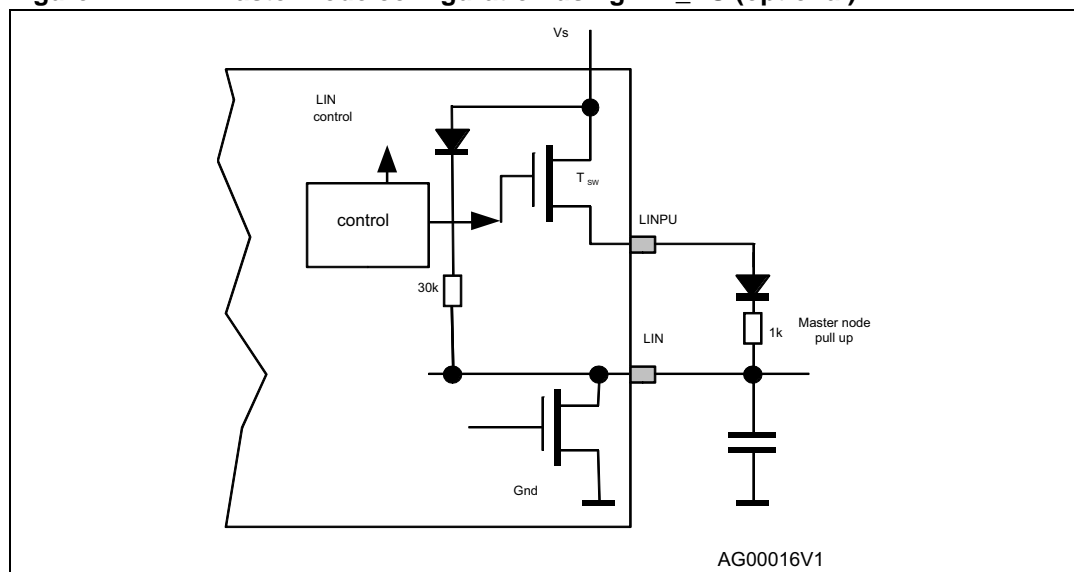 Vs
LIN
control
T sw
control
LINPU
30k
1k
Master node
pull up
LIN
Gnd
AG00016V1